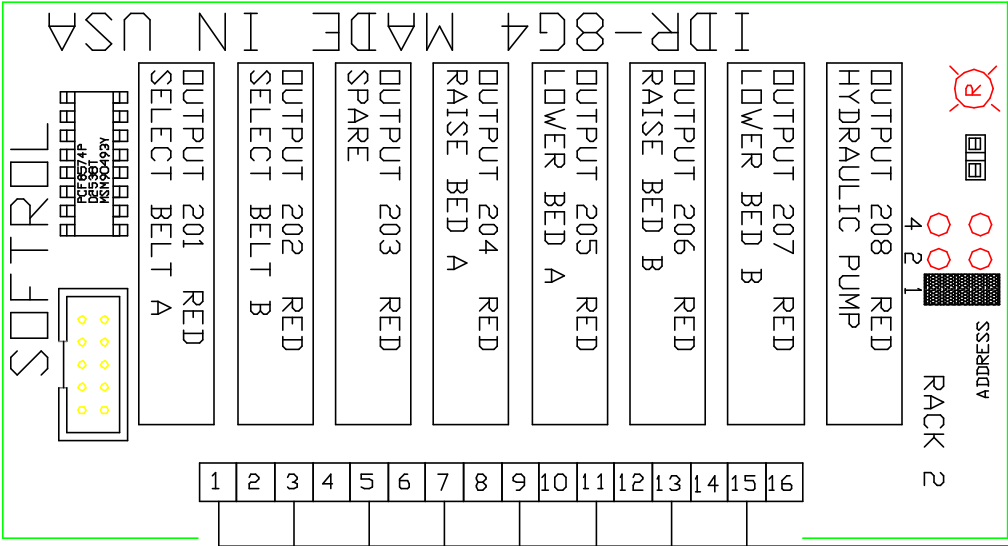 IDR-8G4 MADE IN USA
SOFTROL
PCF8574P
D2538T
MSM90493Y
OUTPUT 201 RED
SELECT BELT A
OUTPUT 202 RED
SELECT BELT B
OUTPUT 203 RED
SPARE
OUTPUT 204 RED
RAISE BED A
OUTPUT 205 RED
LOWER BED A
OUTPUT 206 RED
RAISE BED B
OUTPUT 207 RED
LOWER BED B
OUTPUT 208 RED
HYDRAULIC PUMP
R
4
2
1
ADDRESS
RACK 2
1 2 3 4 5 6 7 8 9 10 11 12 13 14 15 16